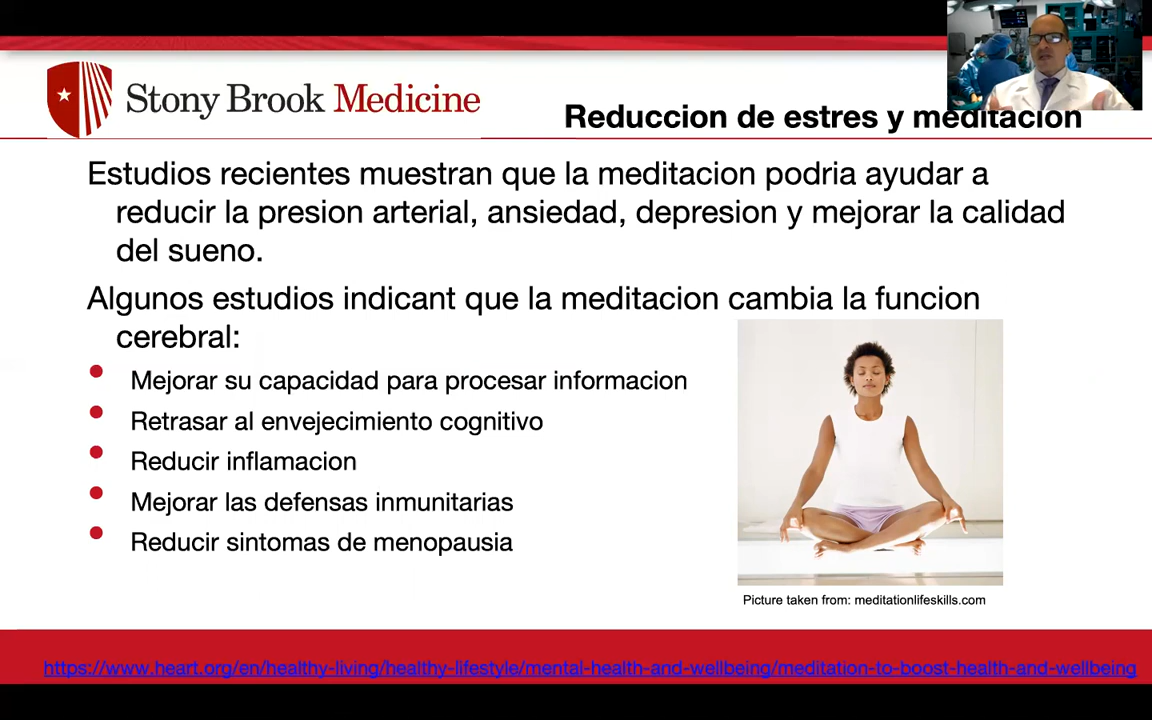 Stony Brook Medicine
Reduccion de estres y meditacion
Estudios recientes muestran que la meditacion podria ayudar a
reducir la presion arterial, ansiedad, depresion y mejorar la calidad
del sueno.
Algunos estudios indicant que la meditacion cambia la funcion
cerebral:
Mejorar su capacidad para procesar informacion
Retrasar al envejecimiento cognitivo
Reducir inflamacion
Mejorar las defensas inmunitarias
Reducir sintomas de menopausia
Picture taken from: meditationlifeskills.com
https://www.heart.org/en/healthy-living/healthy-lifestyle/mental-health-and-wellbeing/meditation-to-boost-health-and-wellbeing